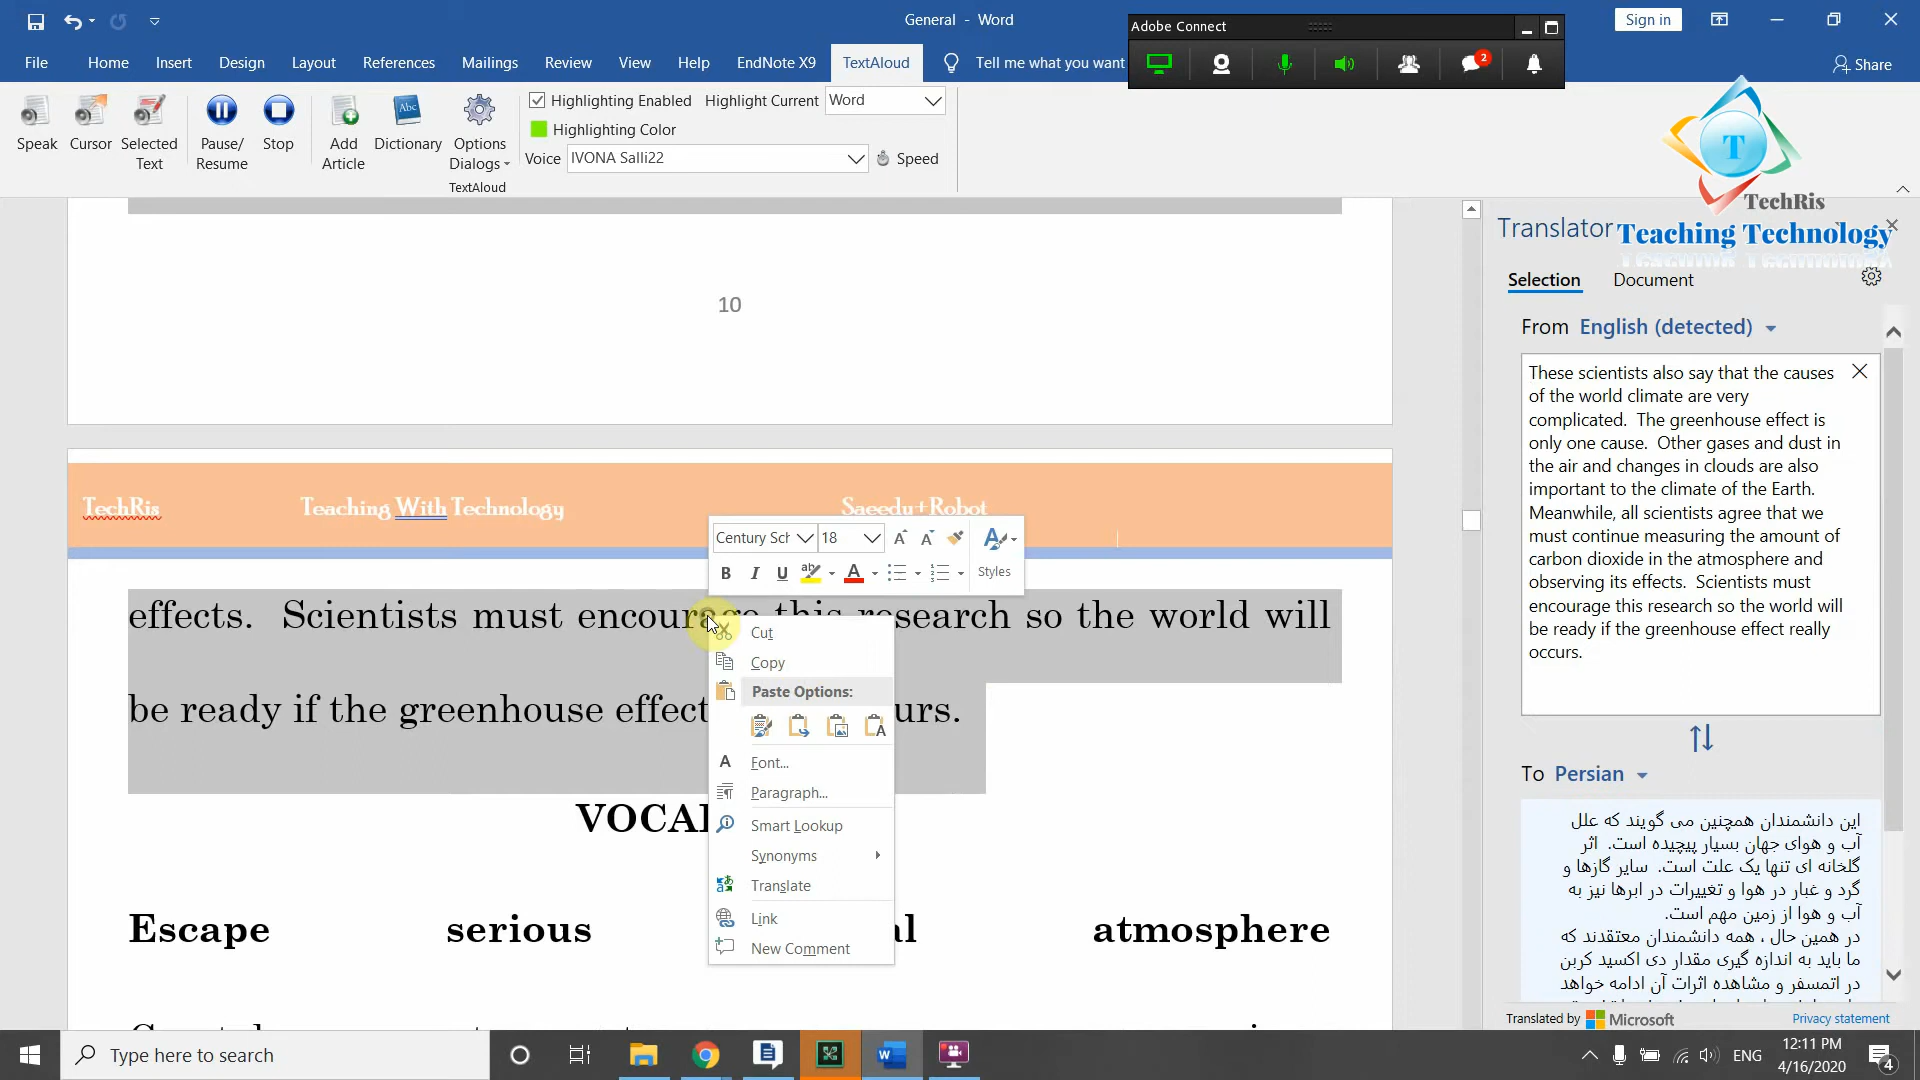 General - Word
Adobe Connect
Sign in
File Home Insert Design Layout References Mailings Review View Help EndNote X9 TextAloud Tell me what you want
2
Share
Speak Cursor Selected Text Pause/ Resume Stop Add Article Abc Dictionary Options Dialogs
Highlighting Enabled Highlight Current Word
Highlighting Color
Voice IVONA Salli22 Speed
TextAloud
T
TechRis
Teaching Technology
10
TechRis Teaching With Technology Saeedy+Robot
Century Sch 18
B I U A Styles
effects. Scientists must encourage this research so the world will
be ready if the greenhouse effect
urs.
Cut
Copy
Paste Options:
Font...
Paragraph...
Smart Lookup
Synonyms
Translate
Link
New Comment
VOCA
Escape serious al atmosphere
Translator
Selection Document
From English (detected)
These scientists also say that the causes
of the world climate are very
complicated. The greenhouse effect is
only one cause. Other gases and dust in
the air and changes in clouds are also
important to the climate of the Earth.
Meanwhile, all scientists agree that we
must continue measuring the amount of
carbon dioxide in the atmosphere and
observing its effects. Scientists must
encourage this research so the world will
be ready if the greenhouse effect really
occurs.
To Persian
این دانشمندان همچنین می گویند که علل
آب و هوای جهان بسیار پیچیده است. اثر
گلخانه ای تنها یک علت است. سایر گازها و
گرد و غبار در هوا و تغییرات در ابرها نیز به
آب و هوا از زمین مهم است.
در همین حال ، همه دانشمندان معتقدند که
ما باید به اندازه گیری مقدار دی اکسید کربن
در اتمسفر و مشاهده اثرات آن ادامه خواهد
Translated by Microsoft Privacy statement
Type here to search
ENG
12:11 PM
4/16/2020
4